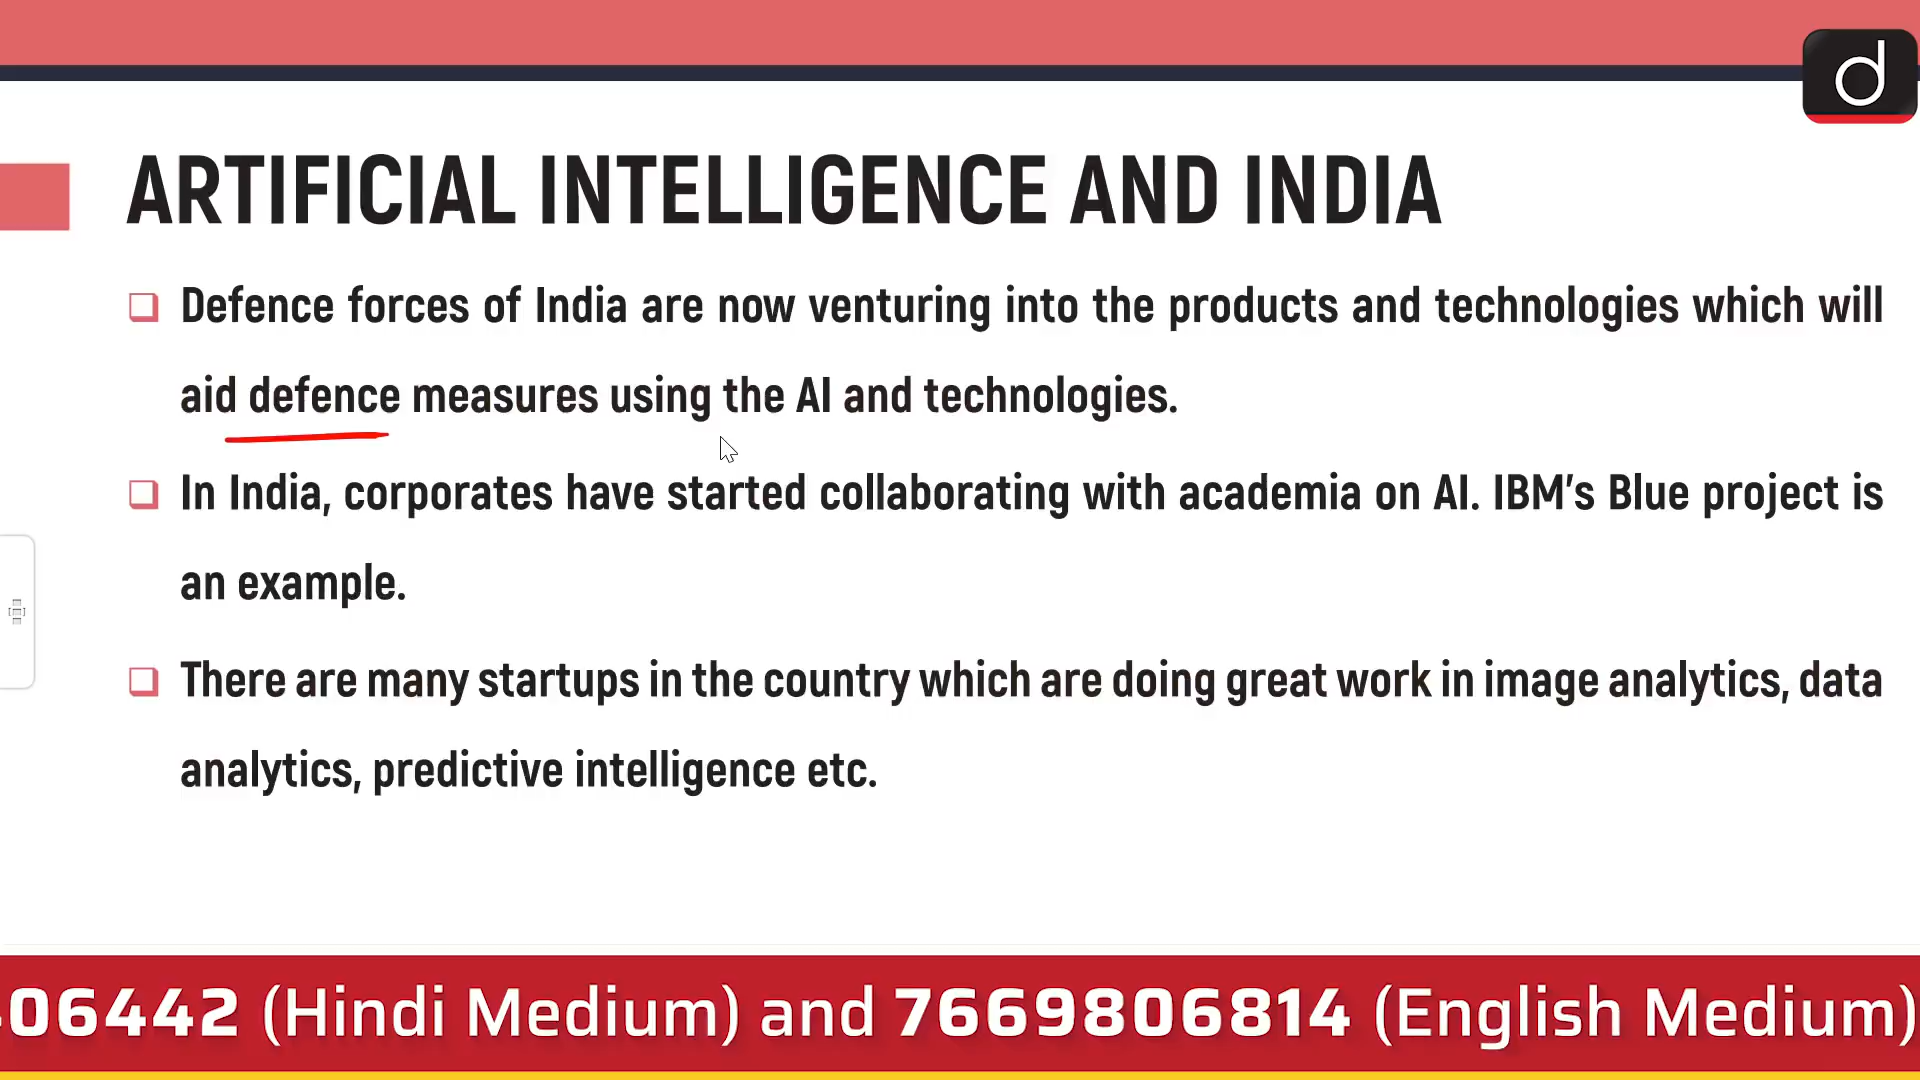 d
ARTIFICIAL INTELLIGENCE AND INDIA
Defence forces of India are now venturing into the products and technologies which will
aid defence measures using the AI and technologies.
In India, corporates have started collaborating with academia on AI. IBM's Blue project is
an example.
There are many startups in the country which are doing great work in image analytics, data
analytics, predictive intelligence etc.
06442 (Hindi Medium) and 7669806814 (English Medium)